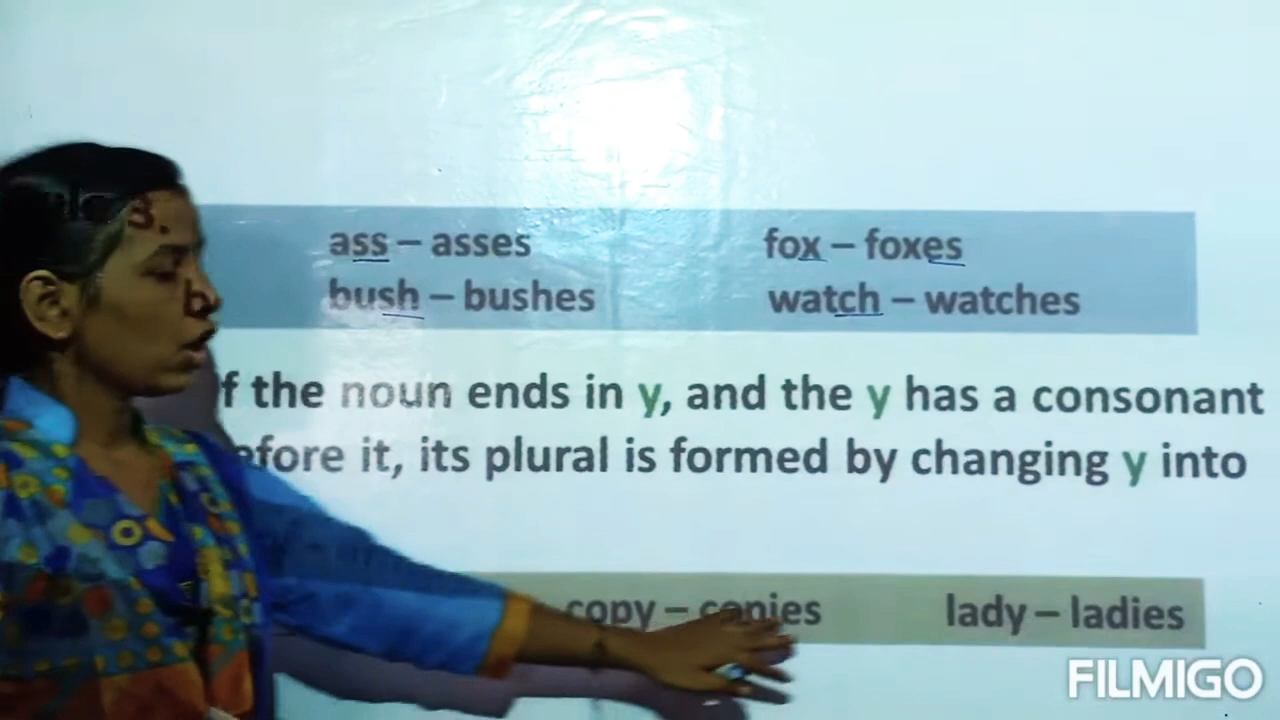 ass – asses fox – foxes
bush – bushes watch – watches
f the noun ends in y, and the y has a consonant
efore it, its plural is formed by changing y into
copy – copies lady – ladies
FILMIGO